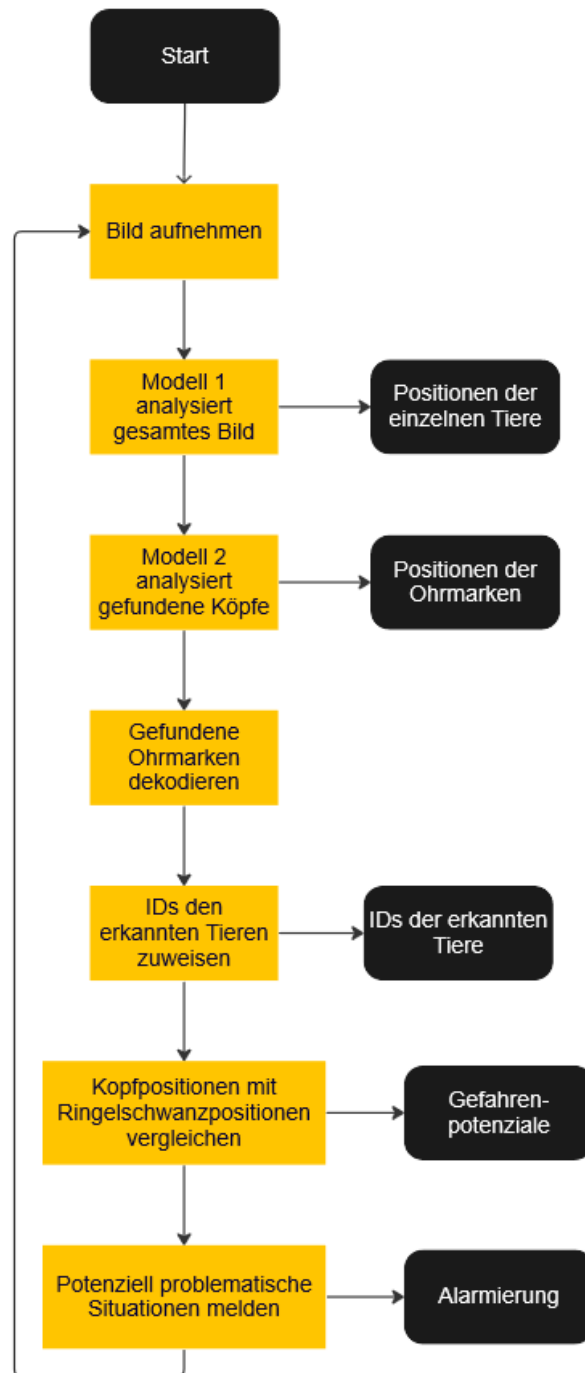 Start
Bild aufnehmen
Modell 1
analysiert
gesamtes Bild
Positionen der
einzelnen Tiere
Modell 2
analysiert
gefundene Köpfe
Positionen der
Ohrmarken
Gefundene
Ohrmarken
dekodieren
IDs den
erkannten Tieren
zuweisen
IDs der erkannten
Tiere
Kopfpositionen mit
Ringelschwanzpositionen
vergleichen
Gefahren-
potenziale
Potenziell problematische
Situationen melden
Alarmierung